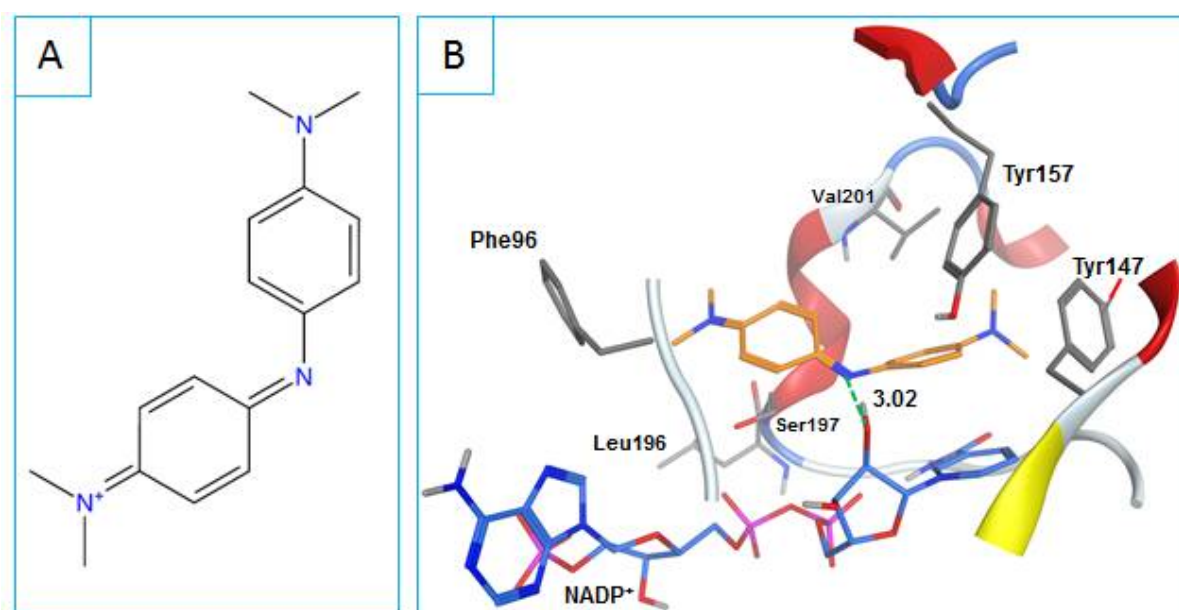 A
N
N
N+
B
Tyr157
Val201
Phe96
Tyr147
3.02
Ser197
Leu196
NADP+